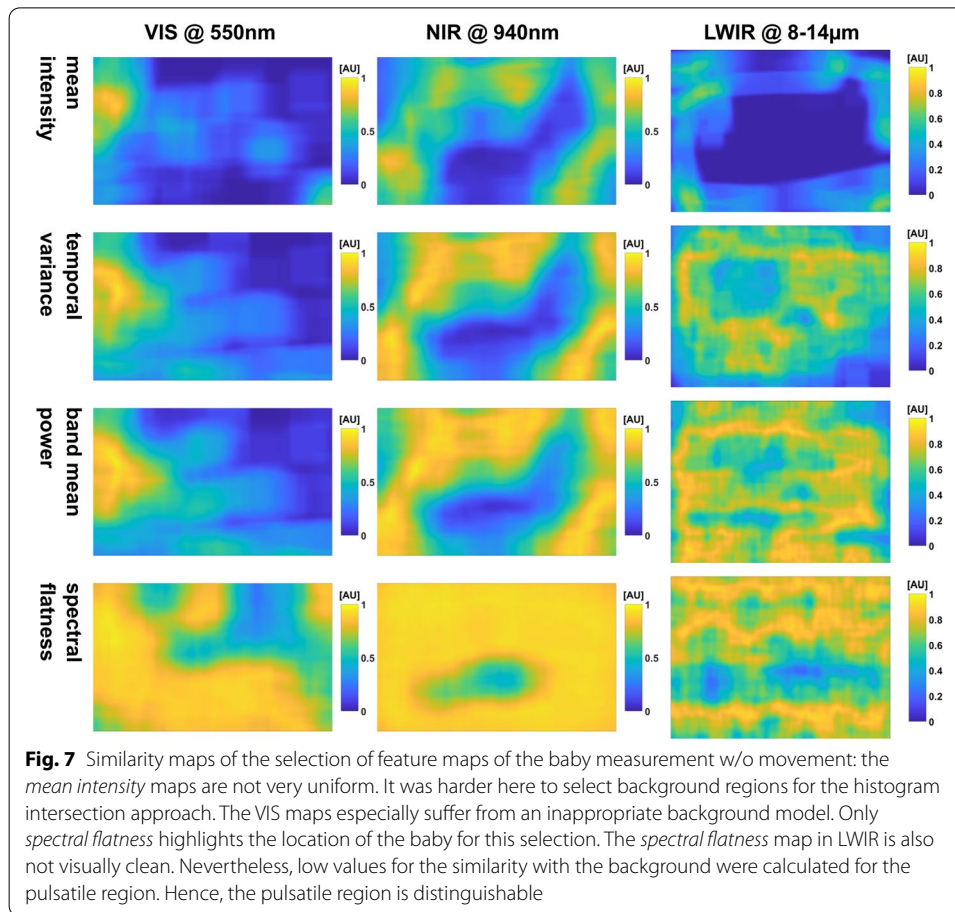 VIS @ 550nm NIR @ 940nm LWIR @ 8-14μm
mean
intensity
[AU] [AU] [AU]
1 1 1
0.8
0.5 0.5 0.6
0.4
0.2
0 0 0
temporal
variance
[AU] [AU] [AU]
1 1 1
0.8
0.5 0.5 0.6
0.4
0.2
0 0 0
band mean
power
[AU] [AU] [AU]
1 1 1
0.8
0.5 0.5 0.6
0.4
0.2
0 0 0
spectral
flatness
[AU] [AU] [AU]
1 1 1
0.8
0.5 0.5 0.6
0.4
0.2
0 0 0
Fig. 7 Similarity maps of the selection of feature maps of the baby measurement w/o movement: the
mean intensity maps are not very uniform. It was harder here to select background regions for the histogram
intersection approach. The VIS maps especially suffer from an inappropriate background model. Only
spectral flatness highlights the location of the baby for this selection. The spectral flatness map in LWIR is also
not visually clean. Nevertheless, low values for the similarity with the background were calculated for the
pulsatile region. Hence, the pulsatile region is distinguishable